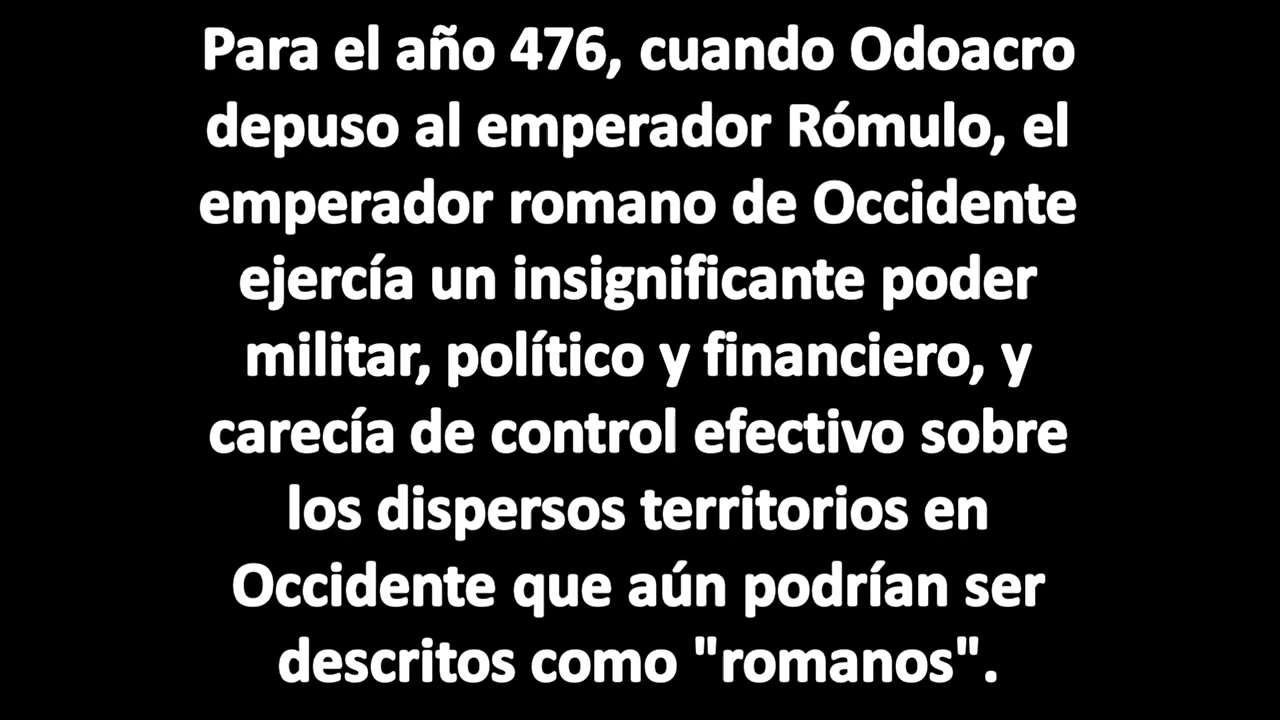 Para el año 476, cuando Odoacro
depuso al emperador Rómulo, el
emperador romano de Occidente
ejercía un insignificante poder
militar, político y financiero, y
carecía de control efectivo sobre
los dispersos territorios en
Occidente que aún podrían ser
descritos como "romanos".